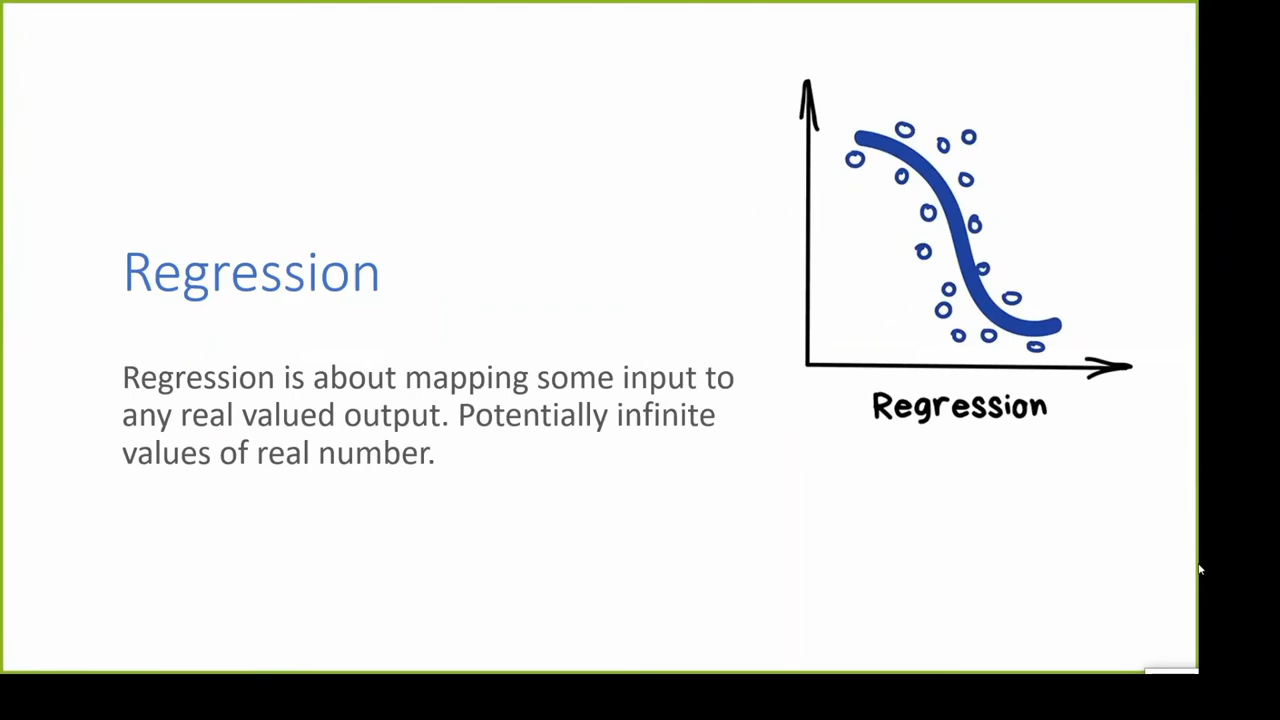 Regression
Regression is about mapping some input to
any real valued output. Potentially infinite
values of real number.
Regression